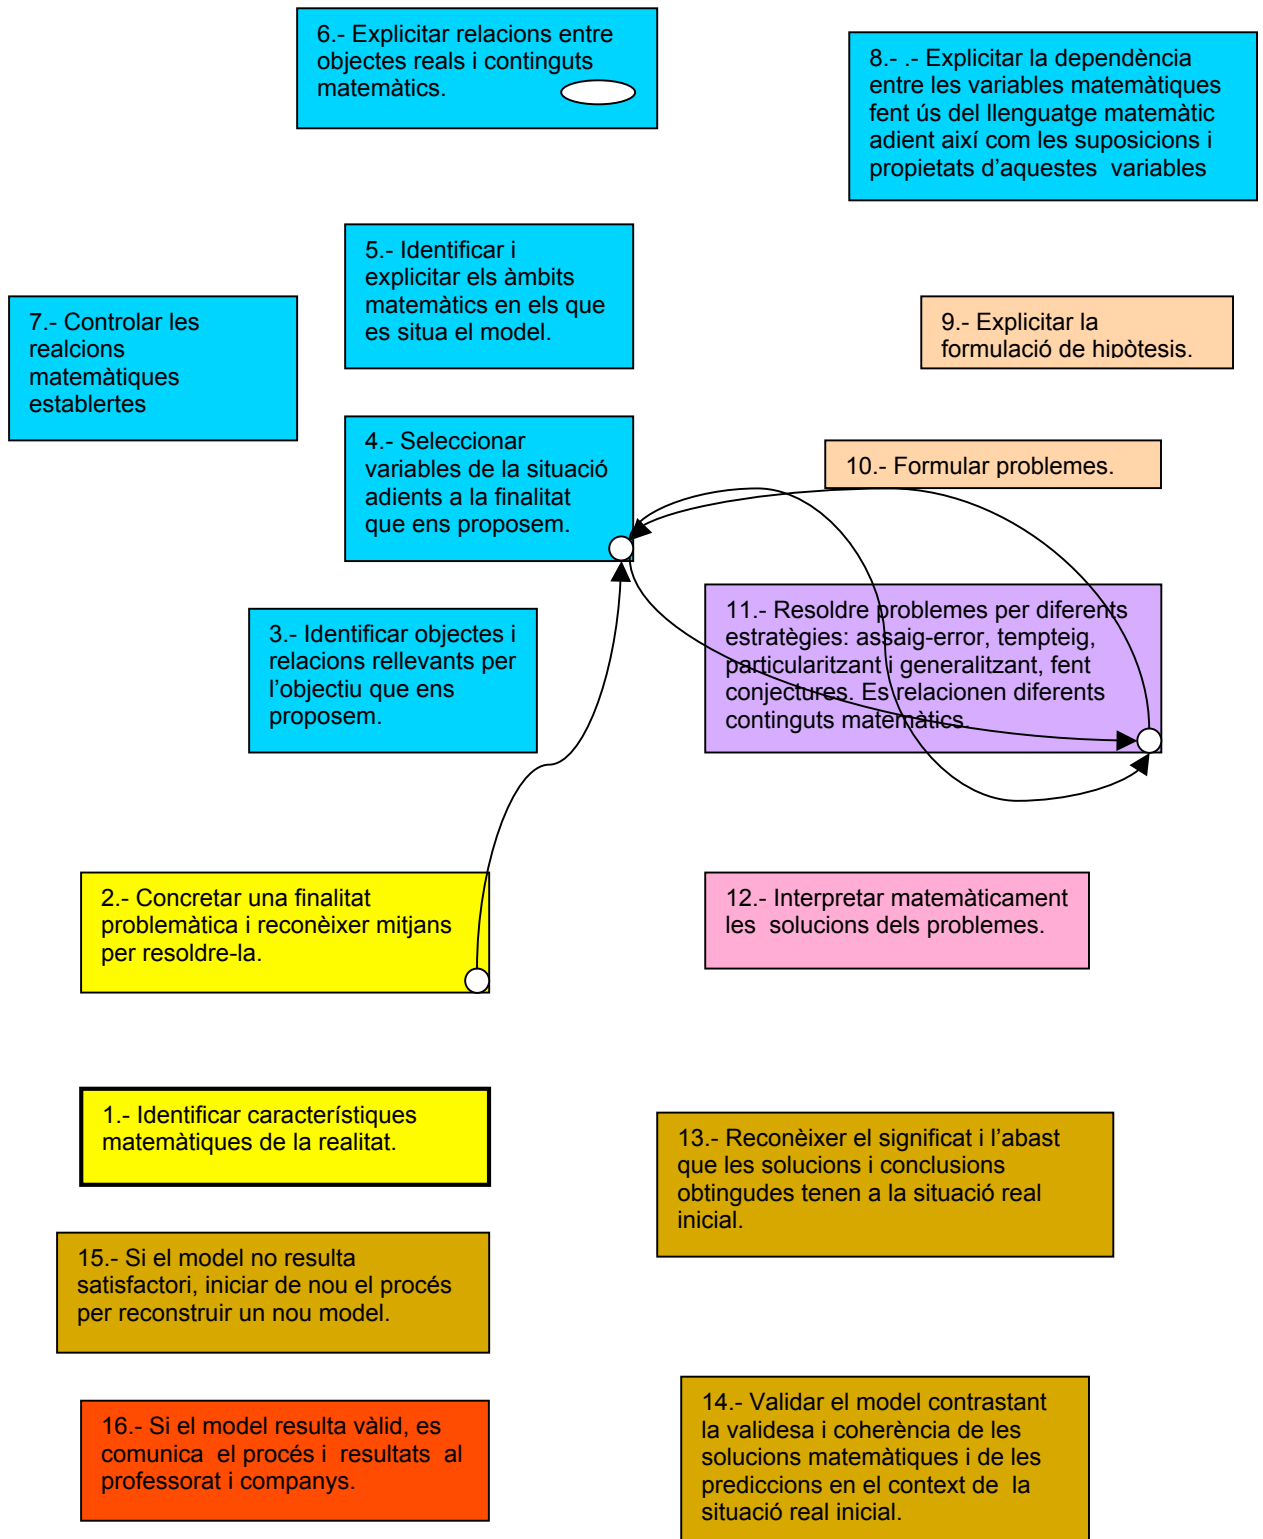 6.- Explicitar relacions entre
objectes reals i continguts
matemàtics.
8.- .- Explicitar la dependència
entre les variables matemàtiques
fent ús del llenguatge matemàtic
adient així com les suposicions i
propietats d’aquestes  variables
5.- Identificar i
explicitar els àmbits
matemàtics en els que
es situa el model.
7.- Controlar les
realcions
matemàtiques
establertes
9.- Explicitar la
formulació de hipòtesis.
4.- Seleccionar
variables de la situació
adients a la finalitat
que ens proposem.
10.- Formular problemes.
3.- Identificar objectes i
relacions rellevants per
l’objectiu que ens
proposem.
11.- Resoldre problemes per diferents
estratègies: assaig-error, tempteig,
particularitzant i generalitzant, fent
conjectures. Es relacionen diferents
continguts matemàtics.
2.- Concretar una finalitat
problemàtica i reconèixer mitjans
per resoldre-la.
12.- Interpretar matemàticament
les  solucions dels problemes.
1.- Identificar característiques
matemàtiques de la realitat.
13.- Reconèixer el significat i l’abast
que les solucions i conclusions
obtingudes tenen a la situació real
inicial.
15.- Si el model no resulta
satisfactori, iniciar de nou el procés
per reconstruir un nou model.
16.- Si el model resulta vàlid, es
comunica  el procés i  resultats  al
professorat i companys.
14.- Validar el model contrastant
la validesa i coherència de les
solucions matemàtiques i de les
prediccions en el context de  la
situació real inicial.